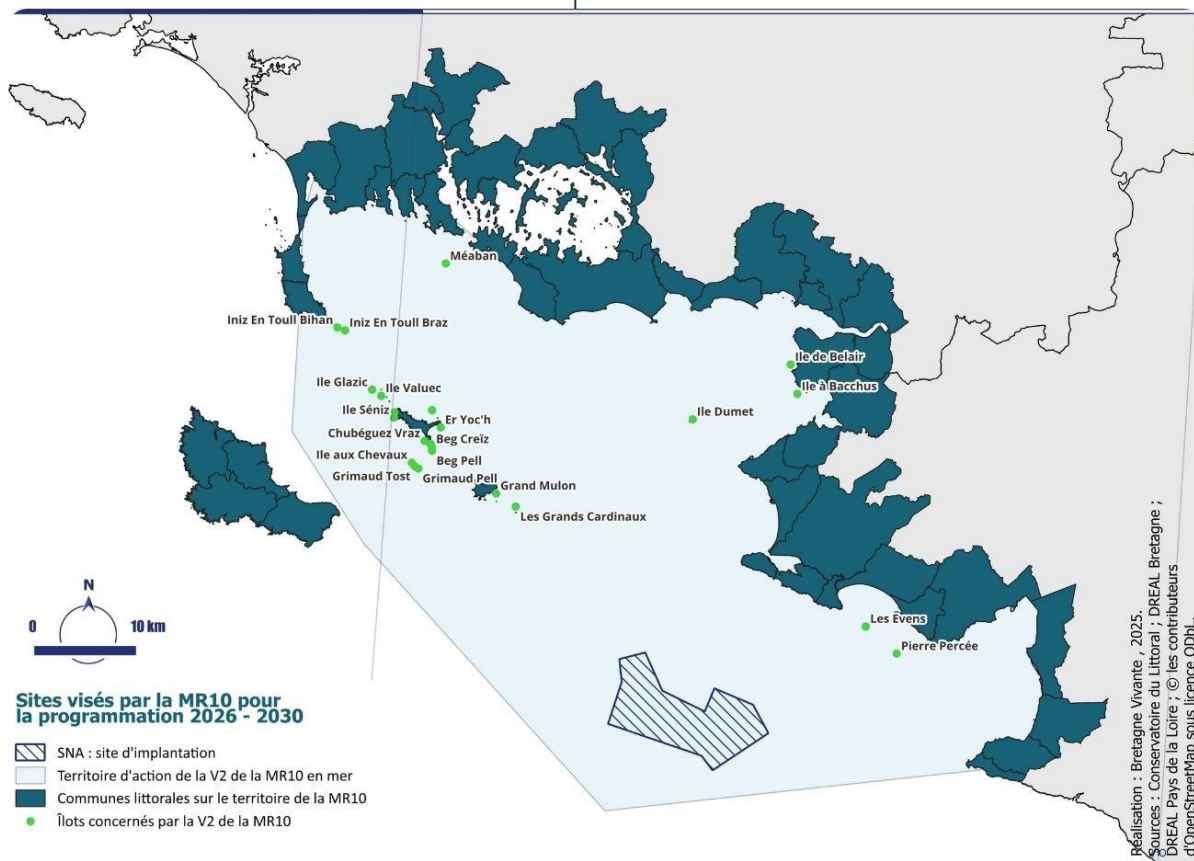 Méaban
Iniz En Toull Bihan
Iniz En Toull Braz
Ile de Belair
Ile Glazic
Ile Valuec
Ile à Bacchus
Ile Séniz
Er Yoc'h
Ile Dumet
Chubéguez Vraz
Beg Creïz
Ile aux Chevaux
Beg Pell
Grimaud Tost
Grimaud Pell
Grand Mulon
Les Grands Cardinaux
Les Évens
Pierre Percée
N
0 10 km
Sites visés par la MR10 pour
la programmation 2026 - 2030
SNA : site d'implantation
Territoire d'action de la V2 de la MR10 en mer
Communes littorales sur le territoire de la MR10
Îlots concernés par la V2 de la MR10
Réalisation : Bretagne Vivante , 2025.
Sources : Conservatoire du Littoral ; DREAL Bretagne ;
DREAL Pays de la Loire ; © les contributeurs
d'OpenStreetMap sous licence ODbL.